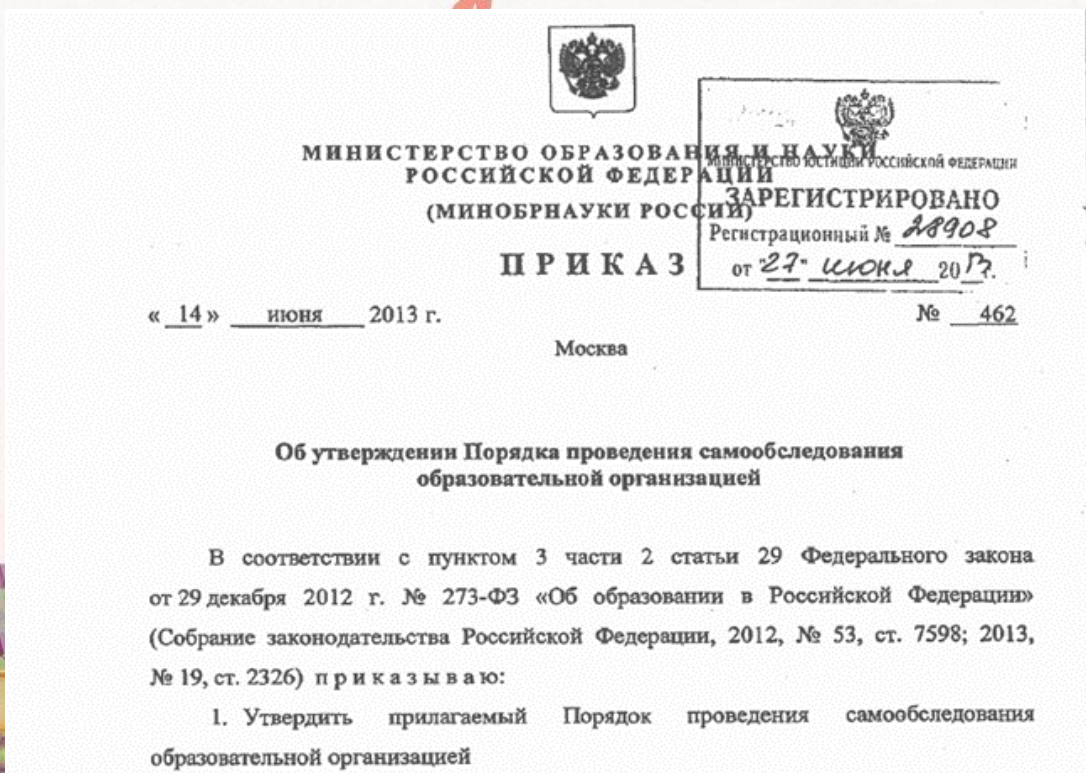 МИНИСТЕРСТВО ОБРАЗОВАНИЯ И НАУКИ
РОССИЙСКОЙ ФЕДЕРАЦИИ
(МИНОБРНАУКИ РОССИИ)
ПРИКАЗ
МИНИСТЕРСТВО ЮСТИЦИИ РОССИЙСКОЙ ФЕДЕРАЦИИ
ЗАРЕГИСТРИРОВАНО
Регистрационный № 28908
от "27" июня 2013г.
« 14 » июня 2013 г.
№ 462
Москва
Об утверждении Порядка проведения самообследования
образовательной организацией
В соответствии с пунктом 3 части 2 статьи 29 Федерального закона
от 29 декабря 2012 г. № 273-ФЗ «Об образовании в Российской Федерации»
(Собрание законодательства Российской Федерации, 2012, № 53, ст. 7598; 2013,
№ 19, ст. 2326) приказываю:
1. Утвердить прилагаемый Порядок проведения самообследования
образовательной организацией